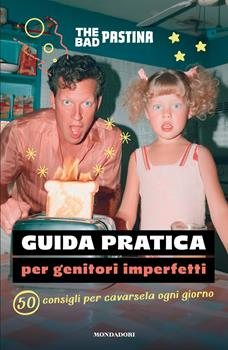 THE BAD PASTINA
GUIDA PRATICA
per genitori imperfetti
50 consigli per cavarsela ogni giorno
MONDADORI